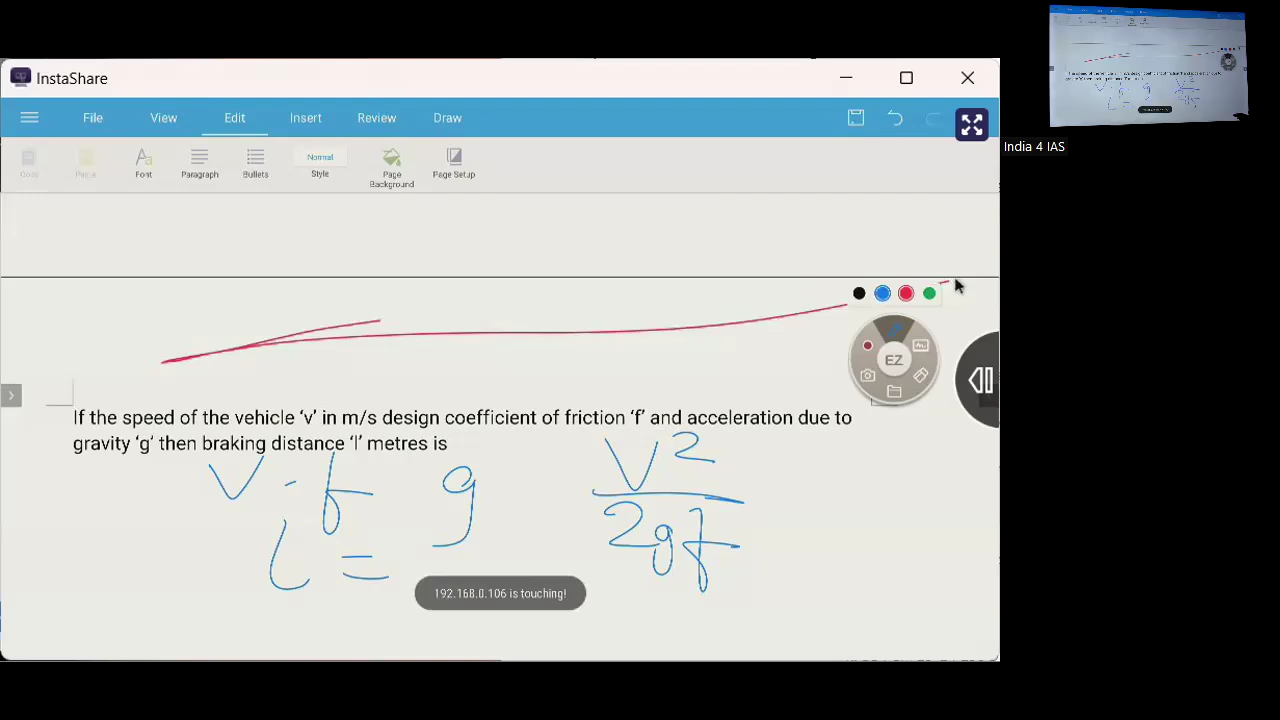 InstaShare
File View Edit Insert Review Draw
Font Paragraph Bullets Normal Style Page Background Page Setup
India 4 IAS
EZ
If the speed of the vehicle ‘v’ in m/s design coefficient of friction ‘f’ and acceleration due to
gravity ‘g’ then braking distance ‘l’ metres is
v f g
l =
V2
2gf
192.168.0.106 is touching!